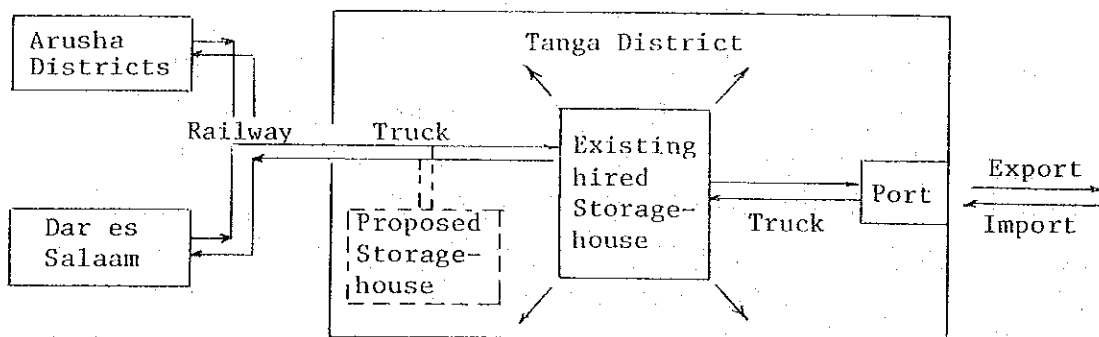 Arusha
Districts
Tanga District
Railway
Truck
Existing
hired
Storage-
house
Proposed
Storage-
house
Dar es
Salaam
Truck
Port
Export
Import